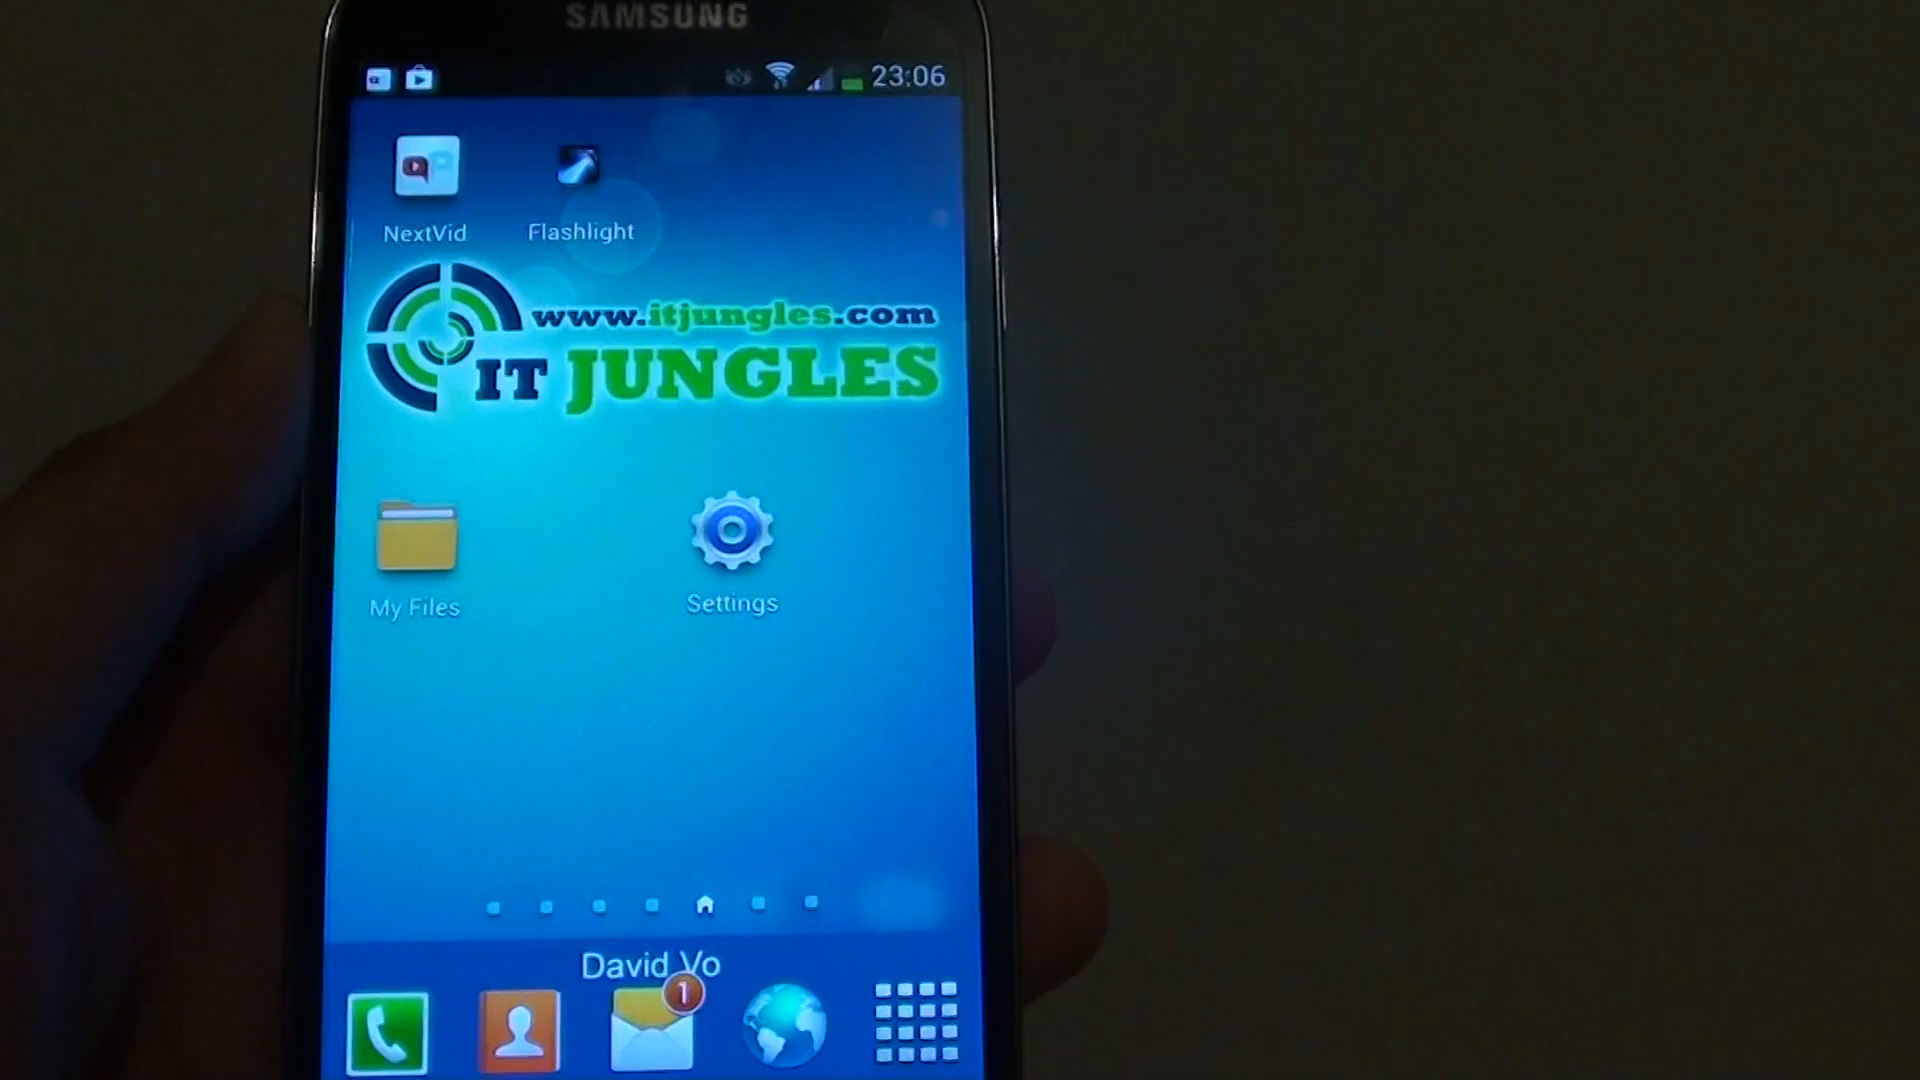 SAMSUNG
23:06
NextVid
Flashlight
www.itjungles.com
IT JUNGLES
My Files
Settings
David Vo
1